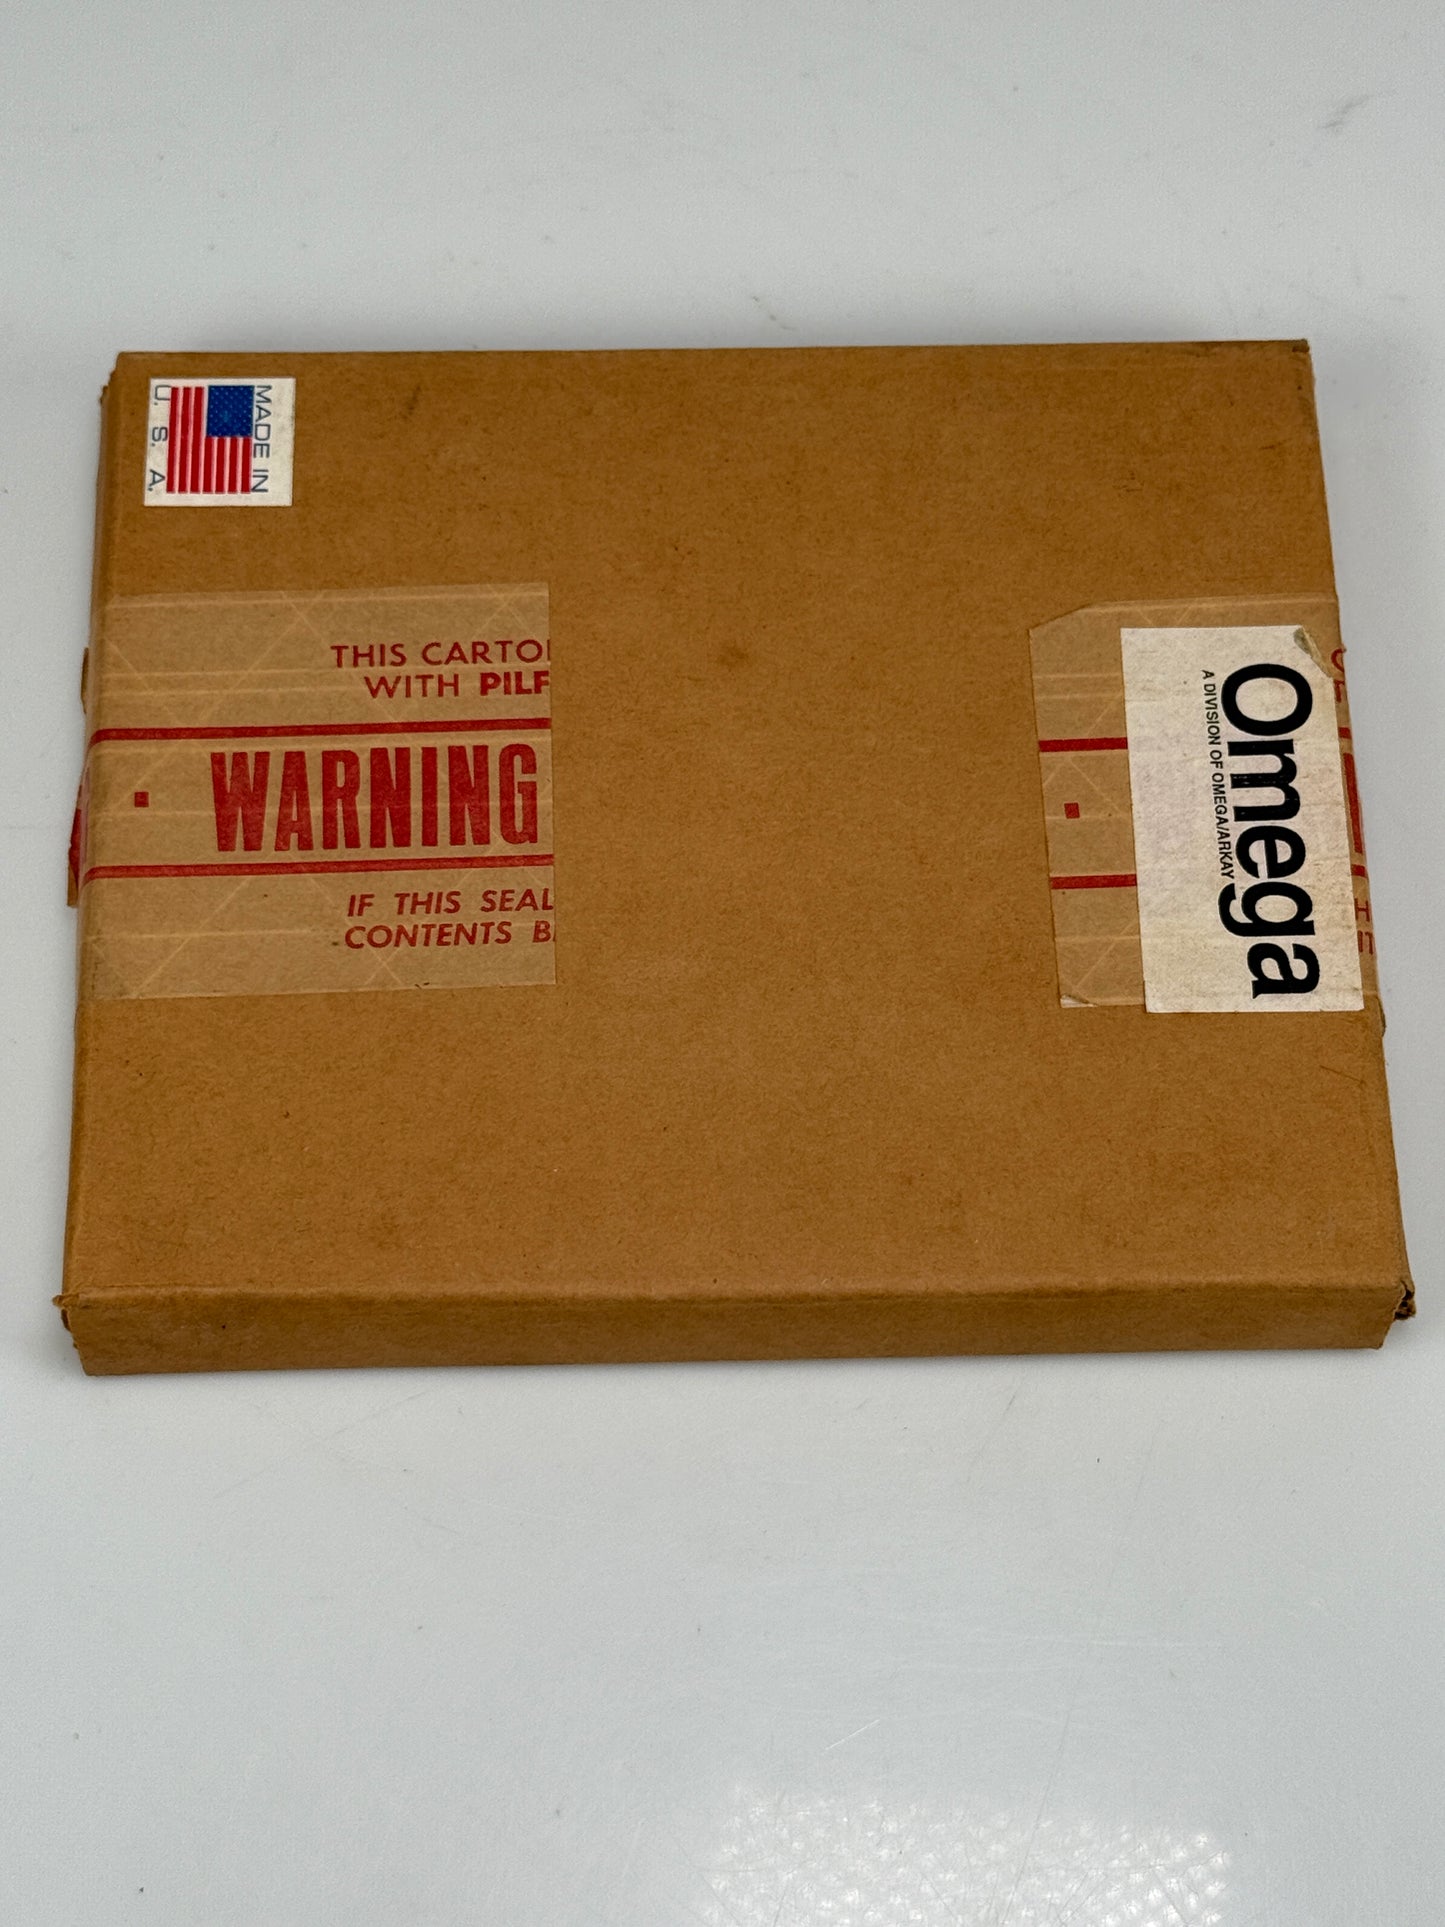 MADE IN
U. S. A.
THIS CARTO
WITH PILF
WARNING
IF THIS SEAL
CONTENTS B
Omega
A DIVISION OF OMEGA/ARKAY